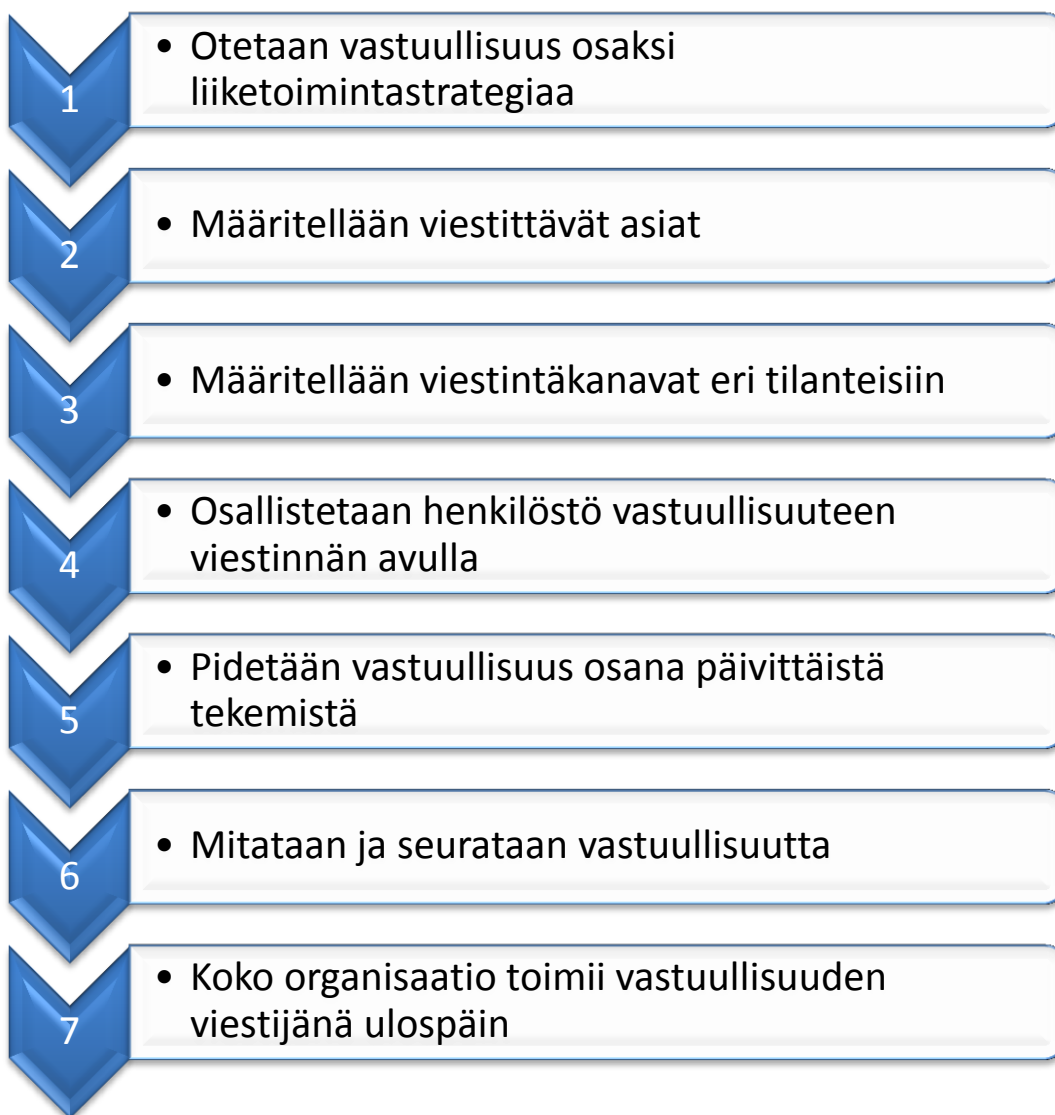 1
• Otetaan vastuullisuus osaksi
liiketoimintastrategiaa
2
• Määritellään viestittävät asiat
3
• Määritellään viestintäkanavat eri tilanteisiin
4
• Osallistetaan henkilöstö vastuullisuuteen
viestinnän avulla
5
• Pidetään vastuullisuus osana päivittäistä
tekemistä
6
• Mitataan ja seurataan vastuullisuutta
7
• Koko organisaatio toimii vastuullisuuden
viestijänä ulospäin